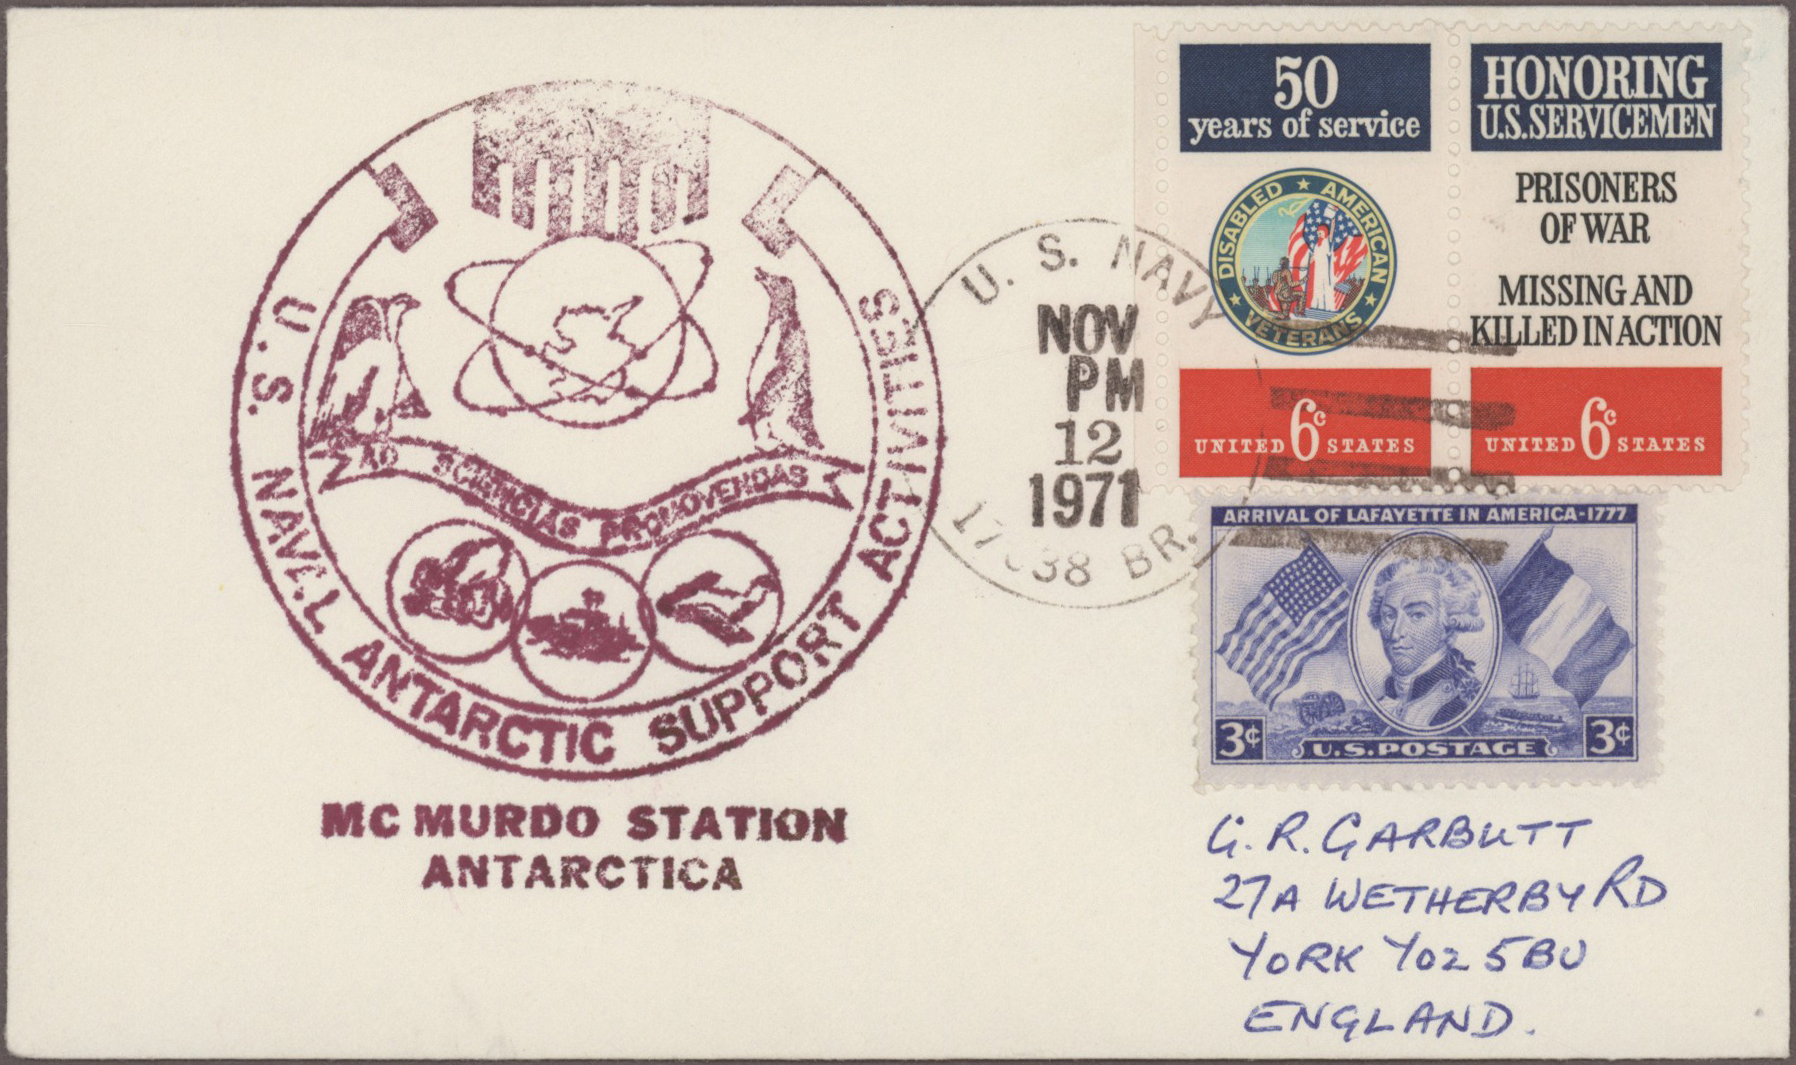 U. S. NAVAL ANTARCTIC SUPPORT ACTIVITIES
AD SCIENTIAS PROMOVENDAS
MC MURDO STATION
ANTARCTICA
U. S. NAVY
NOV
PM
12
1971
BR.
50
years of service
DISABLED AMERICAN
VETERANS
UNITED 6c STATES
HONORING
U.S. SERVICEMEN
PRISONERS
OF WAR
MISSING AND
KILLED IN ACTION
UNITED 6c STATES
ARRIVAL OF LAFAYETTE IN AMERICA-1777
3¢ U.S. POSTAGE 3¢
G. R. GARBUTT
27A WETHERBY RD
YORK YO2 5BU
ENGLAND.